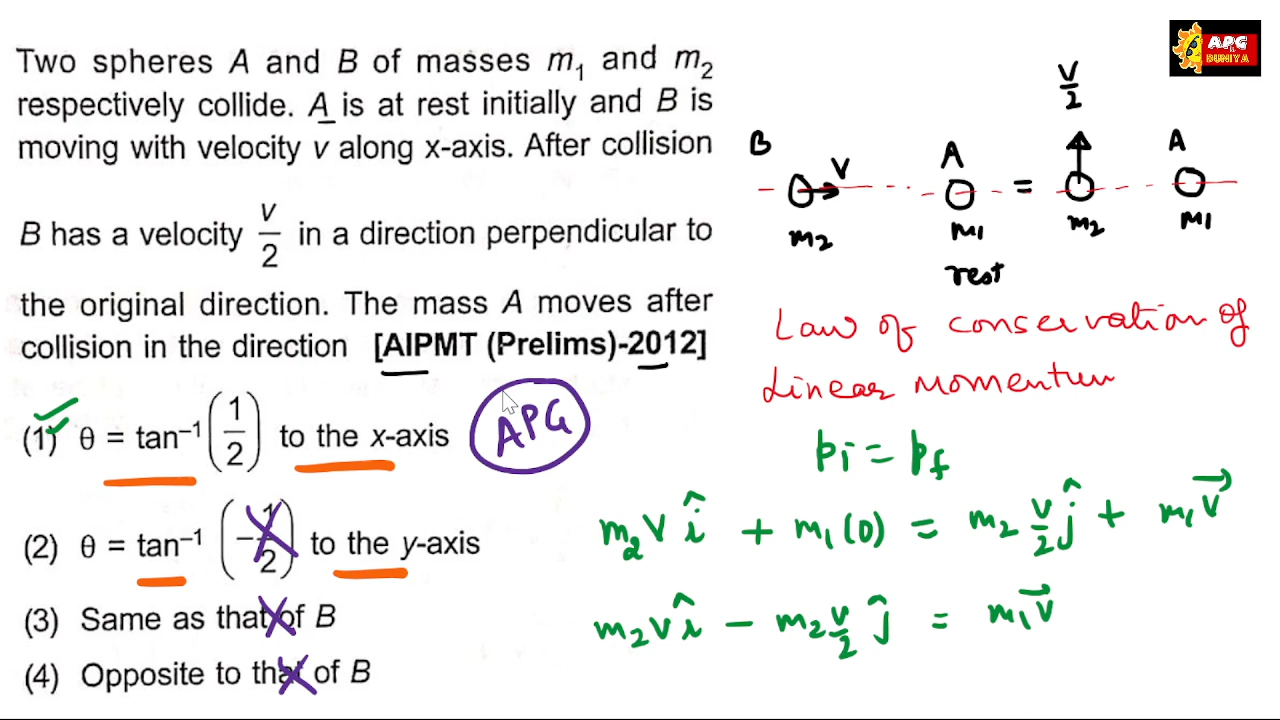 Two spheres A and B of masses m₁ and m₂
respectively collide. A is at rest initially and B is
moving with velocity v along x-axis. After collision
B has a velocity v/2 in a direction perpendicular to
the original direction. The mass A moves after
collision in the direction [AIPMT (Prelims)-2012]
(1) θ = tan⁻¹ (1/2) to the x-axis
(2) θ = tan⁻¹ (−1/2) to the y-axis
(3) Same as that of B
(4) Opposite to that of B
APG
APG
DUNIYA
v/2
B V A = A
m₂ m₁ m₂ m₁
rest
Law of conservation of
Linear Momentum
pi = pf
m₂ v î + m₁(0) = m₂ v/2 ĵ + m₁ v⃗
m₂ v î − m₂ v/2 ĵ = m₁ v⃗